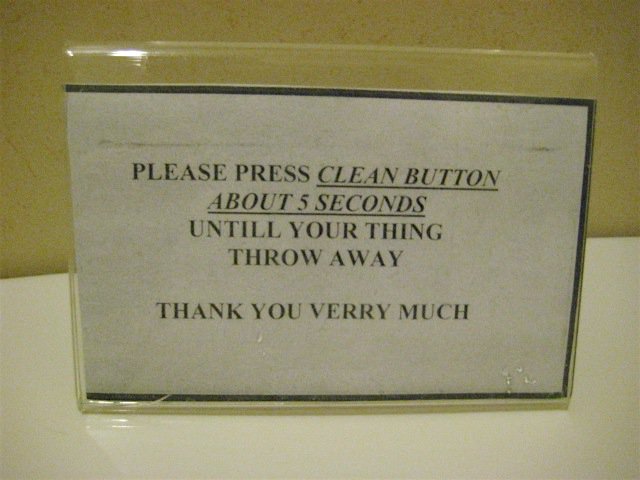 PLEASE PRESS CLEAN BUTTON
ABOUT 5 SECONDS
UNTILL YOUR THING
THROW AWAY
THANK YOU VERRY MUCH